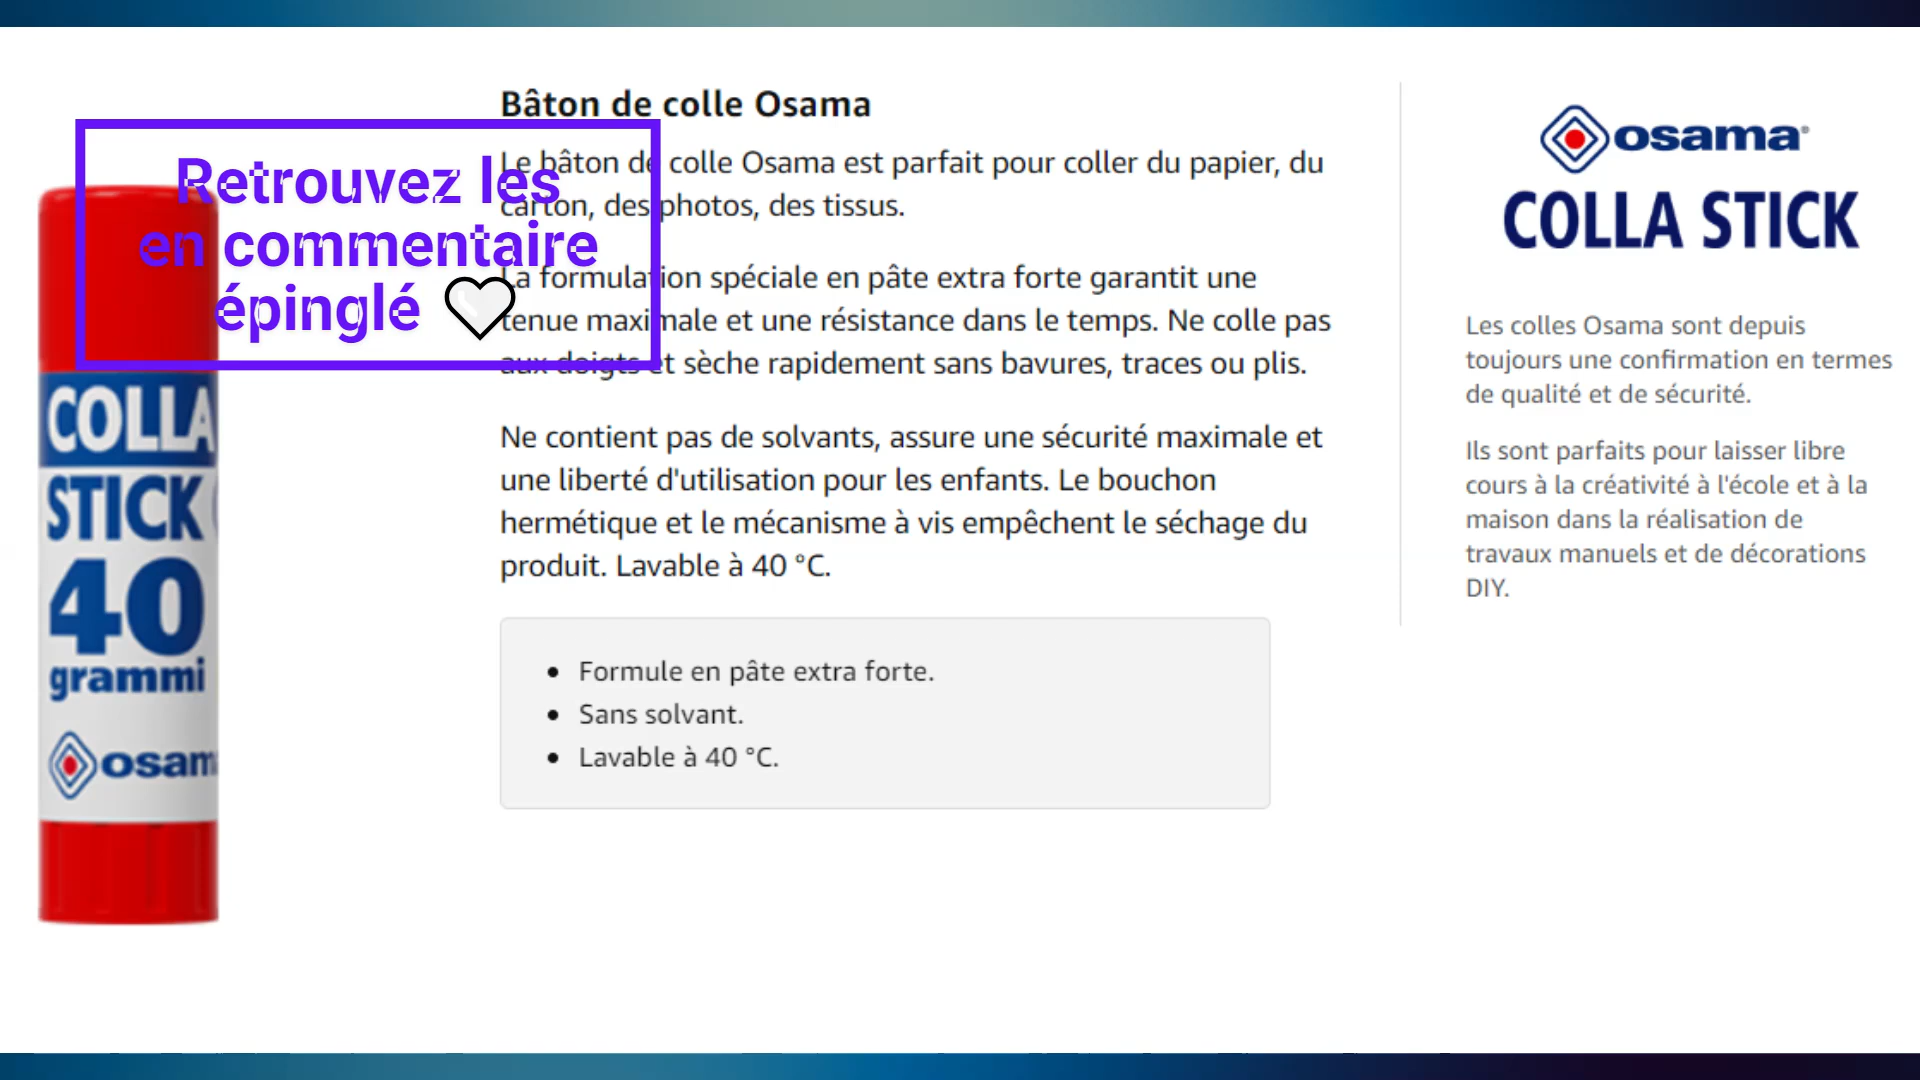 Bâton de colle Osama
Le bâton de colle Osama est parfait pour coller du papier, du
carton, des photos, des tissus.
La formulation spéciale en pâte extra forte garantit une
tenue maximale et une résistance dans le temps. Ne colle pas
aux doigts et sèche rapidement sans bavures, traces ou plis.
Ne contient pas de solvants, assure une sécurité maximale et
une liberté d'utilisation pour les enfants. Le bouchon
hermétique et le mécanisme à vis empêchent le séchage du
produit. Lavable à 40 °C.
• Formule en pâte extra forte.
• Sans solvant.
• Lavable à 40 °C.
Retrouvez les
en commentaire
épinglé
COLLA
STICK
40
grammi
osam
osama®
COLLA STICK
Les colles Osama sont depuis
toujours une confirmation en termes
de qualité et de sécurité.
Ils sont parfaits pour laisser libre
cours à la créativité à l'école et à la
maison dans la réalisation de
travaux manuels et de décorations
DIY.